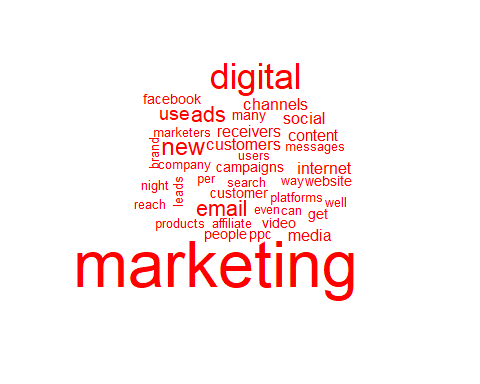 digital
facebook channels
use ads many social
marketers receivers content
brand new customers messages
users
company campaigns internet
night leads per search way website
customer platforms
reach email even can well
get
products affiliate video
people ppc media
marketing